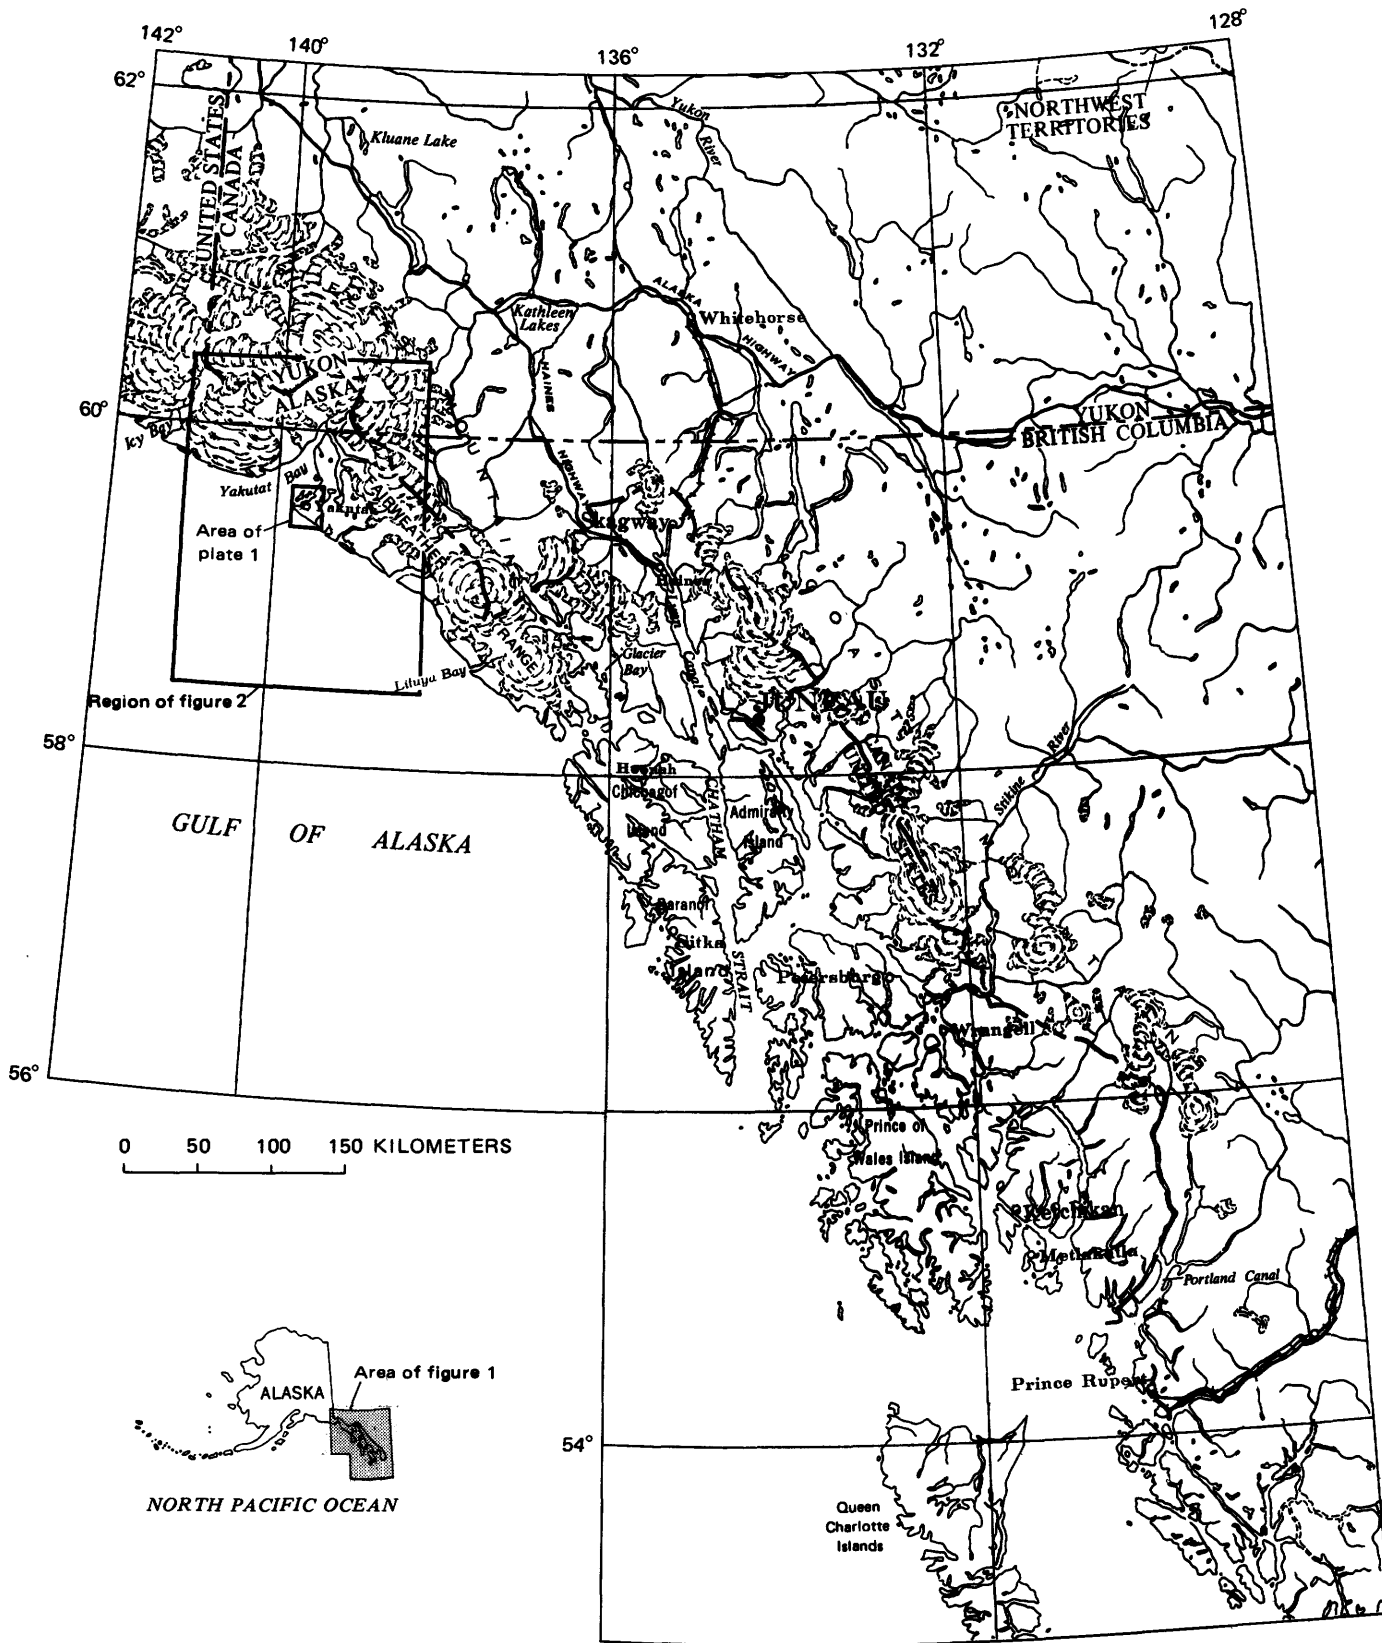 142°
140°
136°
132°
128°
62°
UNITED STATES
CANADA
Kluane Lake
Yukon
River
NORTHWEST
TERRITORIES
Kathleen
Lakes
ALASKA
HIGHWAY
Whitehorse
HAINES
HIGHWAY
YUKON
ALASKA
60°
YUKON
BRITISH COLUMBIA
Icy Bay
Yakutat Bay
Area of
plate 1
Skagway
Haines
Lynn
Canal
RANGE
Glacier
Bay
Lituya Bay
Region of figure 2
JUNEAU
58°
Stikine River
Hoonah
Chichagof
Island
CHATHAM
STRAIT
Admiralty
Island
GULF OF ALASKA
Baranof
Sitka
Island
Petersburg
Wrangell
56°
0 50 100 150 KILOMETERS
Prince of
Wales Island
Ketchikan
Metlakatla
Portland Canal
Prince Rupert
ALASKA
Area of figure 1
NORTH PACIFIC OCEAN
54°
Queen
Charlotte
Islands